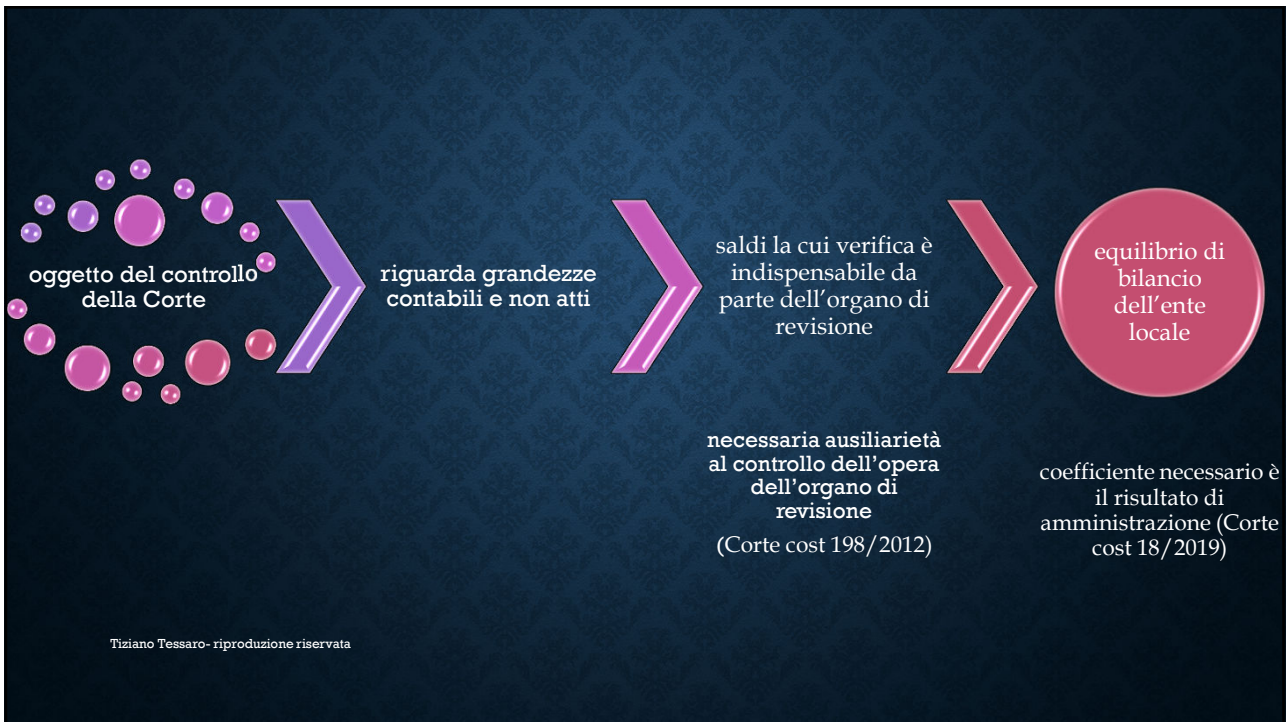 oggetto del controllo
della Corte
riguarda grandezze
contabili e non atti
saldi la cui verifica è
indispensabile da
parte dell’organo di
revisione
equilibrio di
bilancio
dell’ente
locale
necessaria ausiliarietà
al controllo dell’opera
dell’organo di
revisione
(Corte cost 198/2012)
coefficiente necessario è
il risultato di
amministrazione (Corte
cost 18/2019)
Tiziano Tessaro- riproduzione riservata